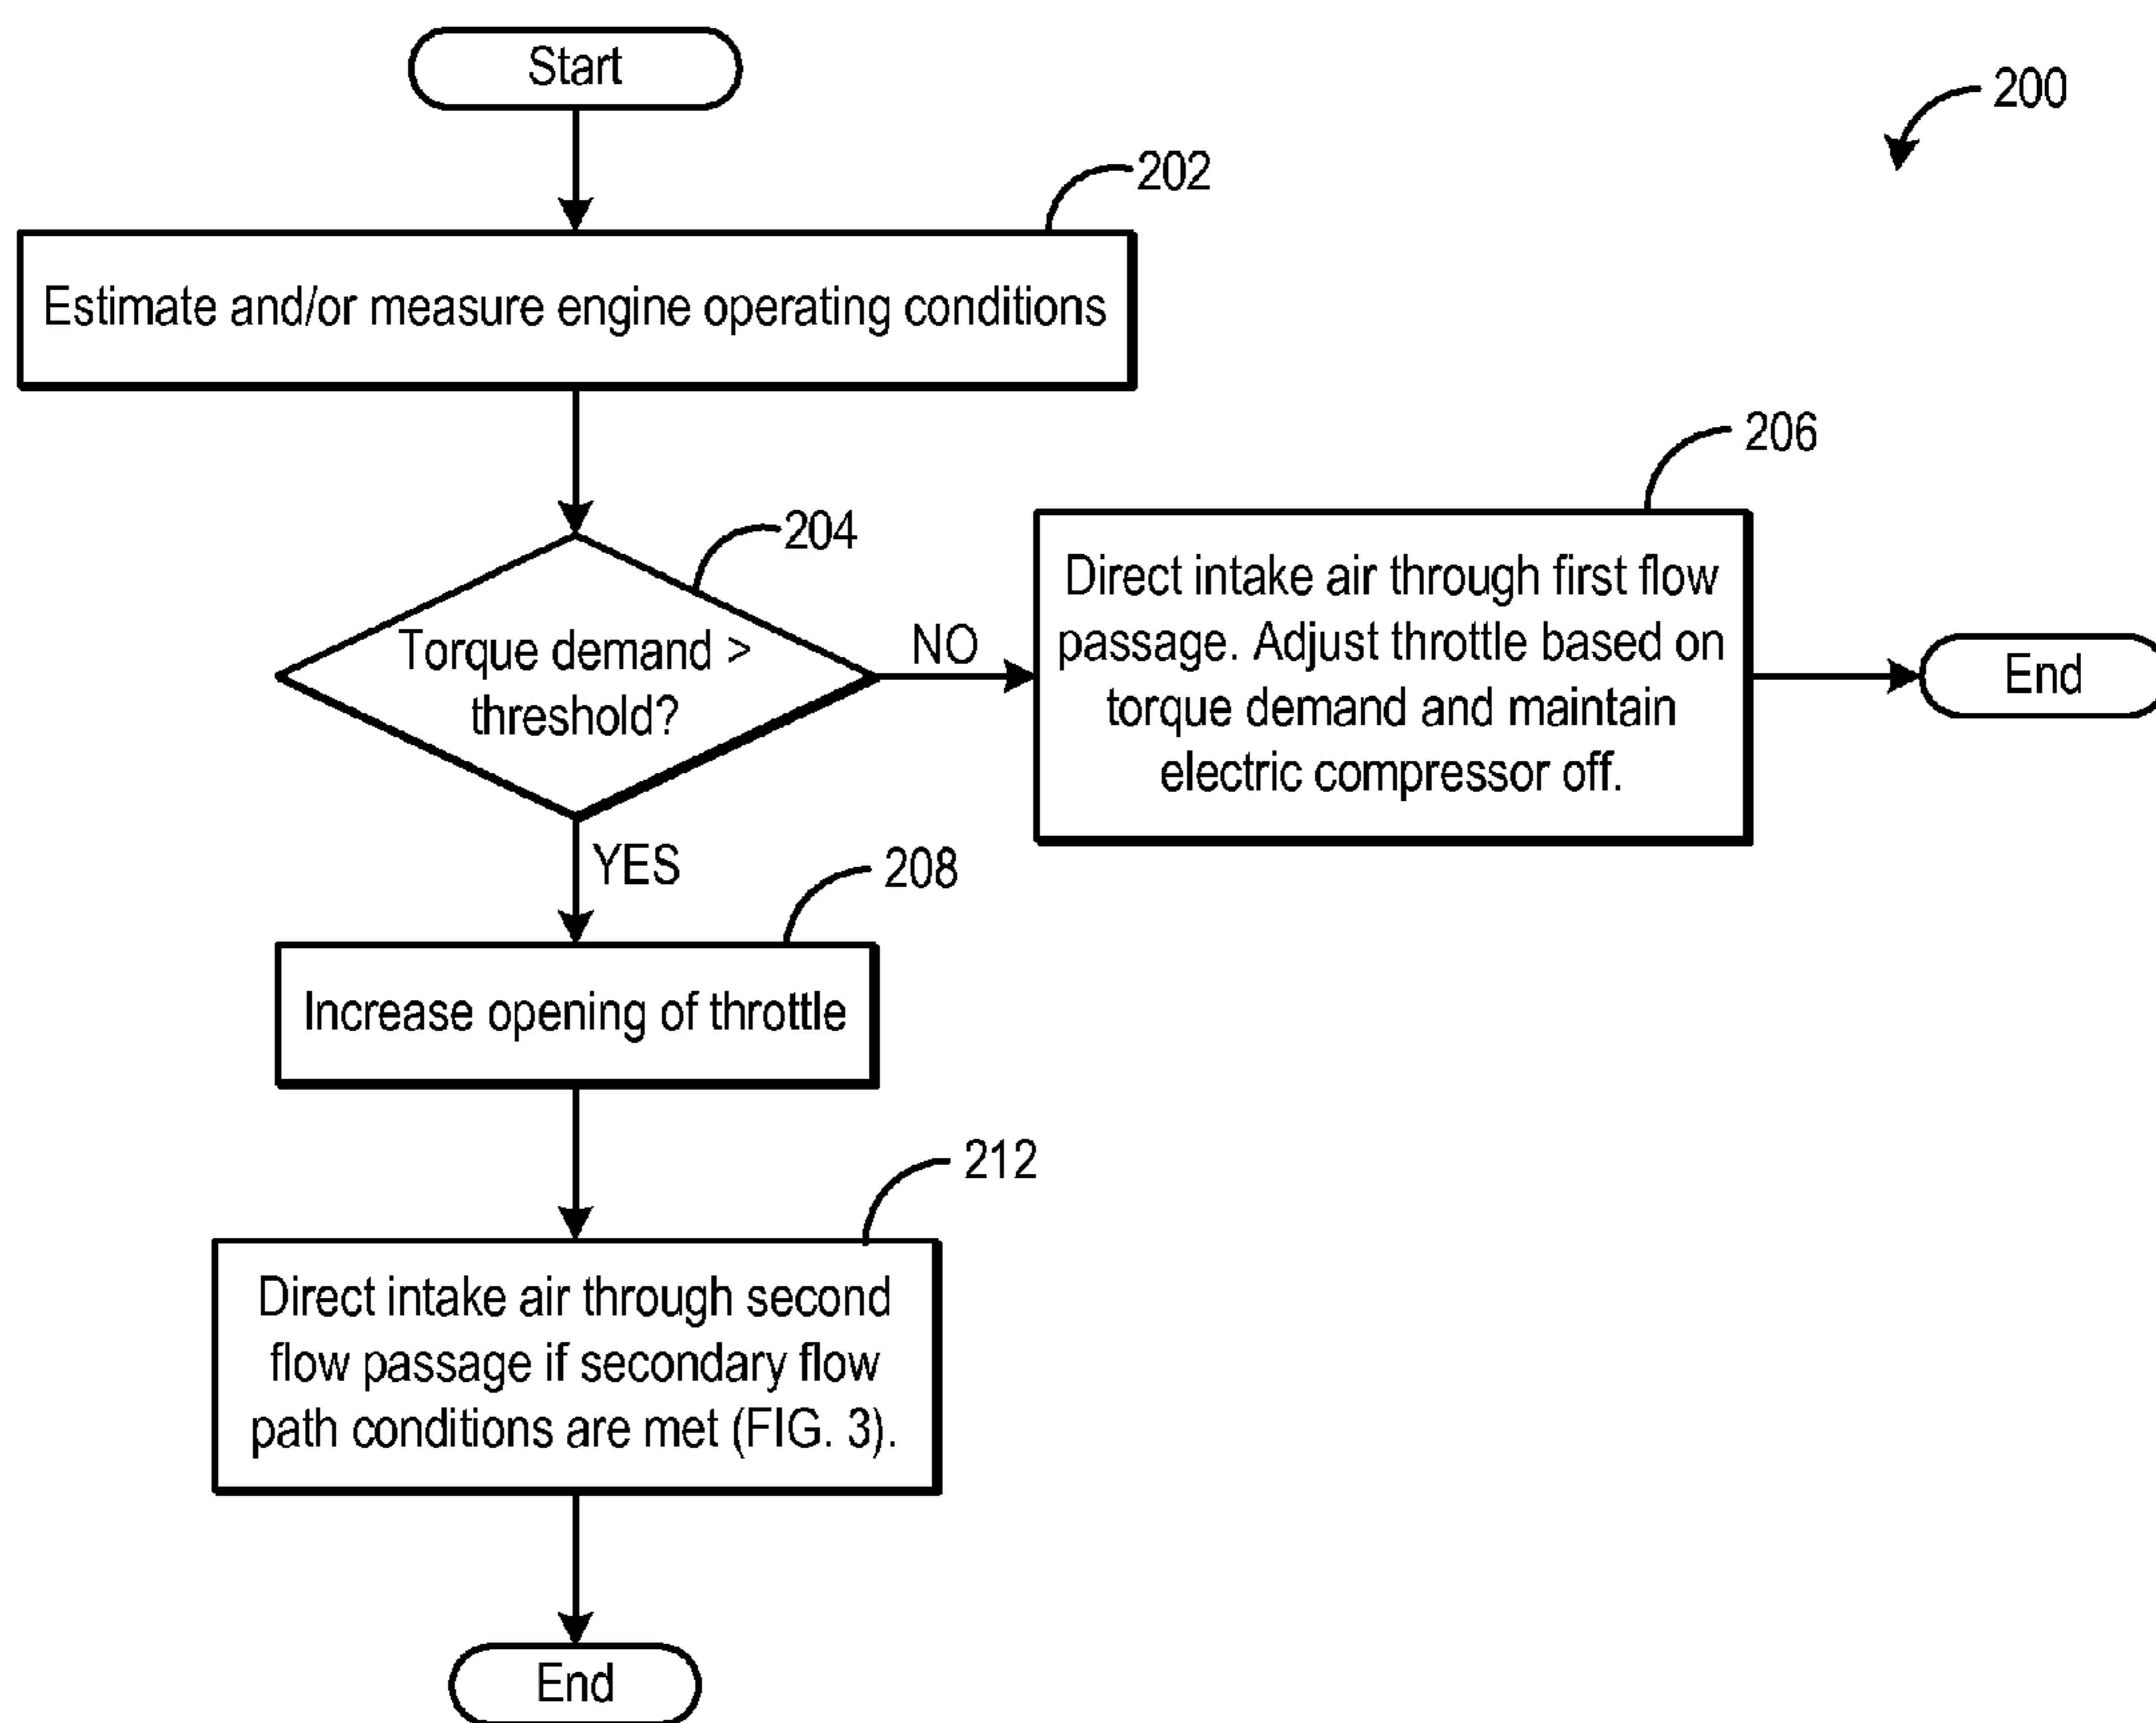 Start
200
202
Estimate and/or measure engine operating conditions
206
204
Direct intake air through first flow
passage. Adjust throttle based on
torque demand and maintain
electric compressor off.
Torque demand >
threshold?
NO
End
YES
208
Increase opening of throttle
212
Direct intake air through second
flow passage if secondary flow
path conditions are met (FIG. 3).
End